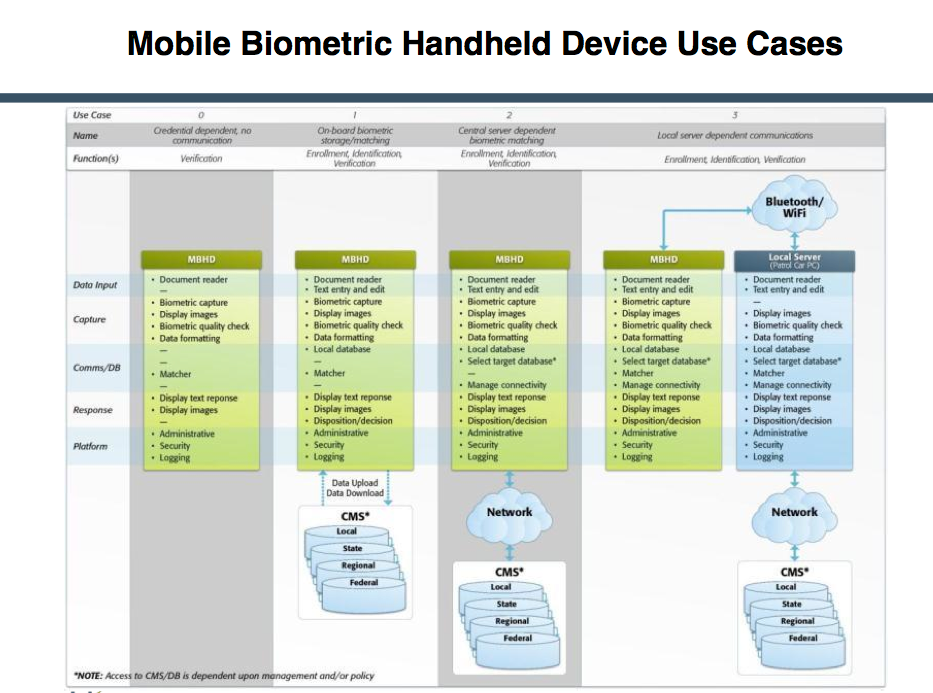 Mobile Biometric Handheld Device Use Cases
Use Case 0 1 2 3
Name Credential dependent, no communication On-board biometric storage/matching Central server dependent biometric matching Local server dependent communications
Function(s) Verification Enrollment, Identification, Verification Enrollment, Identification, Verification Enrollment, Identification, Verification
Bluetooth/
WiFi
Data Input
Capture
Comms/DB
Response
Platform
MBHD
• Document reader
—
• Biometric capture
• Display images
• Biometric quality check
• Data formatting
—
—
• Matcher
—
• Display text reponse
• Display images
—
• Administrative
• Security
• Logging
MBHD
• Document reader
• Text entry and edit
• Biometric capture
• Display images
• Biometric quality check
• Data formatting
• Local database
—
• Matcher
—
• Display text reponse
• Display images
• Disposition/decision
• Administrative
• Security
• Logging
Data Upload
Data Download
CMS*
Local
State
Regional
Federal
MBHD
• Document reader
• Text entry and edit
• Biometric capture
• Display images
• Biometric quality check
• Data formatting
• Local database
• Select target database*
—
• Manage connectivity
• Display text reponse
• Display images
• Disposition/decision
• Administrative
• Security
• Logging
Network
CMS*
Local
State
Regional
Federal
MBHD
• Document reader
• Text entry and edit
• Biometric capture
• Display images
• Biometric quality check
• Data formatting
• Local database
• Select target database*
• Matcher
• Manage connectivity
• Display text reponse
• Display images
• Disposition/decision
• Administrative
• Security
• Logging
Local Server
(Patrol Car PC)
• Document reader
• Text entry and edit
—
• Display images
• Biometric quality check
• Data formatting
• Local database
• Select target database*
• Matcher
• Manage connectivity
• Display text reponse
• Display images
• Disposition/decision
• Administrative
• Security
• Logging
Network
CMS*
Local
State
Regional
Federal
*NOTE: Access to CMS/DB is dependent upon management and/or policy